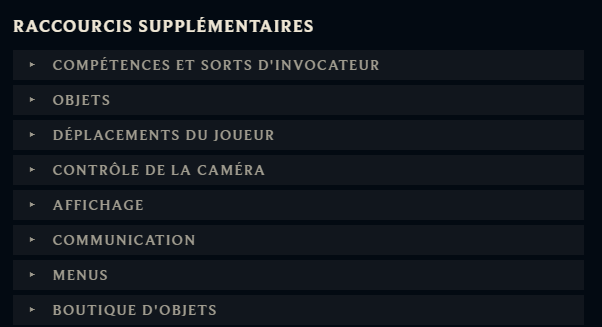 RACCOURCIS SUPPLÉMENTAIRES
COMPÉTENCES ET SORTS D'INVOCATEUR
OBJETS
DÉPLACEMENTS DU JOUEUR
CONTRÔLE DE LA CAMÉRA
AFFICHAGE
COMMUNICATION
MENUS
BOUTIQUE D'OBJETS